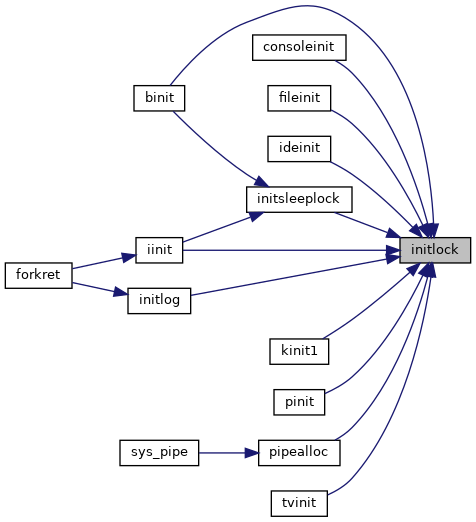 consoleinit
binit
fileinit
ideinit
initsleeplock
iinit
initlock
forkret
initlog
kinit1
pinit
sys_pipe
pipealloc
tvinit